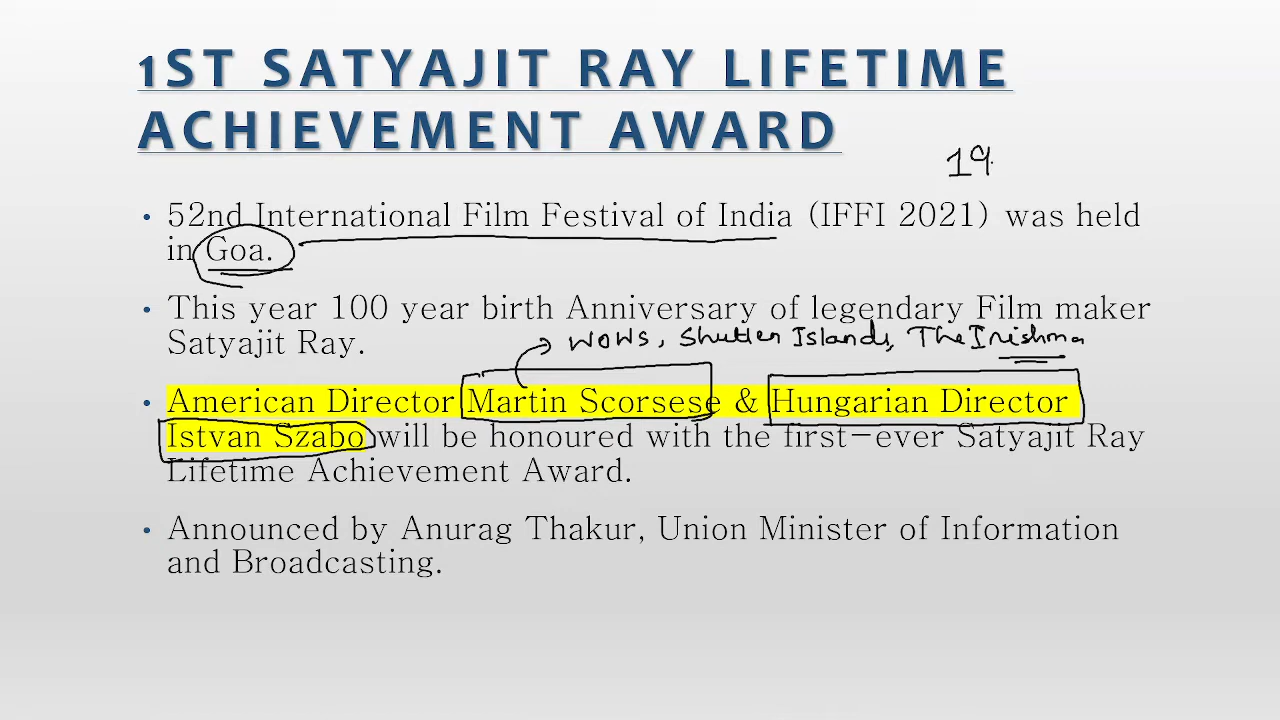 1ST SATYAJIT RAY LIFETIME
ACHIEVEMENT AWARD
19
• 52nd International Film Festival of India (IFFI 2021) was held
in Goa.
• This year 100 year birth Anniversary of legendary Film maker
Satyajit Ray.
WOWS, Shutter Islands, The Irishma
• American Director Martin Scorsese & Hungarian Director
Istvan Szabo will be honoured with the first-ever Satyajit Ray
Lifetime Achievement Award.
• Announced by Anurag Thakur, Union Minister of Information
and Broadcasting.